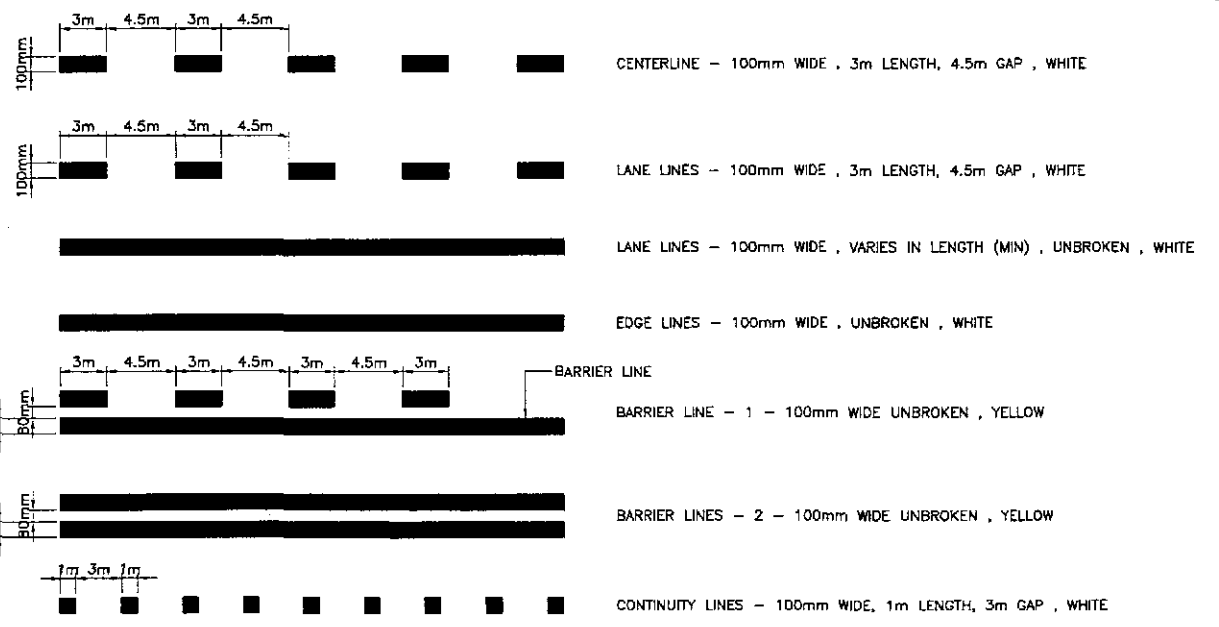 3m 4.5m 3m 4.5m
100mm
CENTERLINE – 100mm WIDE , 3m LENGTH, 4.5m GAP , WHITE
3m 4.5m 3m 4.5m
100mm
LANE LINES – 100mm WIDE , 3m LENGTH, 4.5m GAP , WHITE
LANE LINES – 100mm WIDE , VARIES IN LENGTH (MIN) , UNBROKEN , WHITE
EDGE LINES – 100mm WIDE , UNBROKEN , WHITE
3m 4.5m 3m 4.5m 3m 4.5m 3m
BARRIER LINE
80mm
BARRIER LINE – 1 – 100mm WIDE UNBROKEN , YELLOW
80mm
BARRIER LINES – 2 – 100mm WIDE UNBROKEN , YELLOW
1m 3m 1m
CONTINUITY LINES – 100mm WIDE, 1m LENGTH, 3m GAP , WHITE